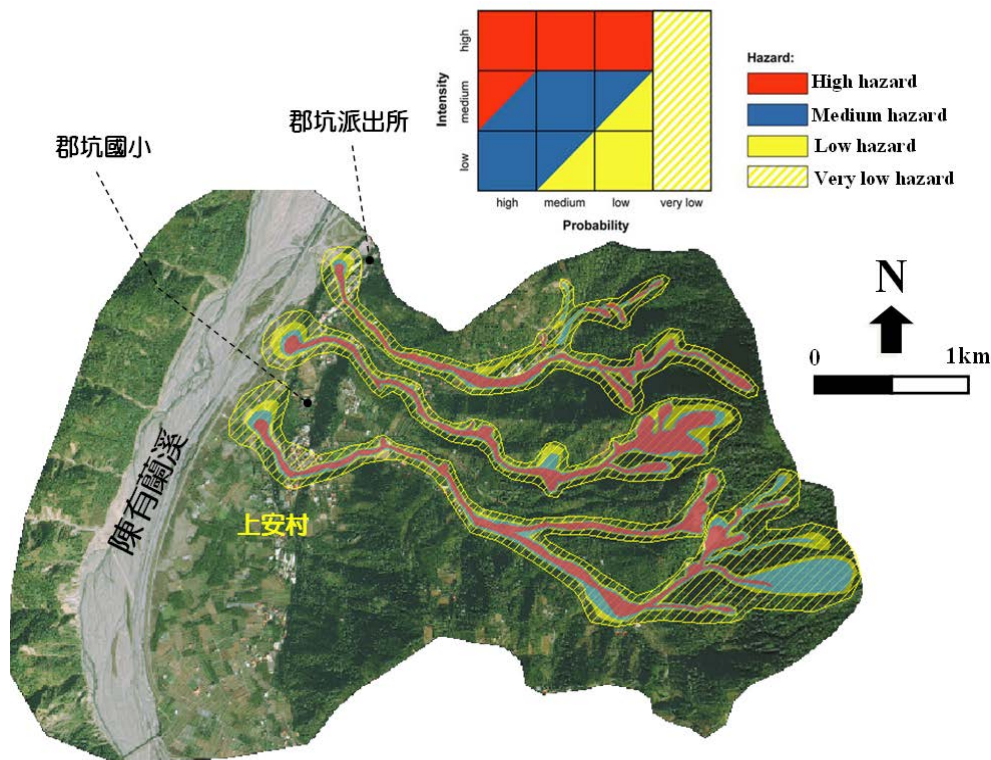 high
medium
low
Intensity
high
medium
low
very low
Probability
Hazard:
High hazard
Medium hazard
Low hazard
Very low hazard
郡坑派出所
郡坑國小
N
0
1km
陳有蘭溪
上安村